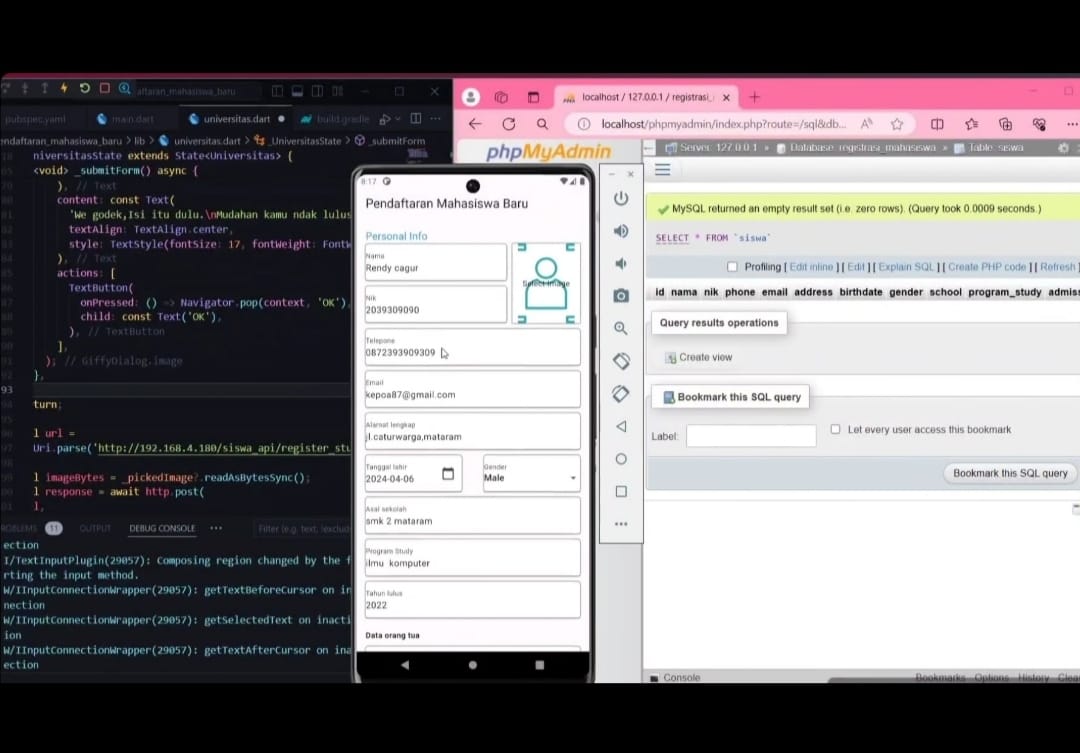 aftaran_mahasiswa_baru
pubspec.yaml
main.dart
universitas.dart
build.gradle
endaftaran_mahasiswa_baru > lib > universitas.dart > _UniversitasState > _submitForm
niversitasState extends State<Universitas> {
<void> _submitForm() async {
), // Text
content: const Text(
'We godek,Isi itu dulu.\nMudahan kamu ndak lulus
textAlign: TextAlign.center,
style: TextStyle(fontSize: 17, fontWeight: Font
), // Text
actions: [
TextButton(
onPressed: () => Navigator.pop(context, 'OK'),
child: const Text('OK'),
), // TextButton
],
); // GiffyDialog.image
},
93
turn;
l url =
Uri.parse('http://192.168.4.180/siswa_api/register_stu
l imageBytes = _pickedImage?.readAsBytesSync();
l response = await http.post(
l,
ROBLEMS 11 OUTPUT DEBUG CONSOLE ... Filter (e.g. text, !exclud
ection
I/TextInputPlugin(29057): Composing region changed by the f
rting the input method.
W/IInputConnectionWrapper(29057): getTextBeforeCursor on in
nection
W/IInputConnectionWrapper(29057): getSelectedText on inacti
ion
W/IInputConnectionWrapper(29057): getTextAfterCursor on ina
ection
8:17
Pendaftaran Mahasiswa Baru
Personal Info
Nama
Rendy cagur
Select Image
Nik
2039309090
Telepone
0872393909309
Email
kepoa87@gmail.com
Alamat lengkap
jl.caturwarga,mataram
Tanggal lahir
2024-04-06
Gender
Male
Asal sekolah
smk 2 mataram
Program Study
ilmu komputer
Tahun lulus
2022
Data orang tua
localhost / 127.0.0.1 / registrasi_
localhost/phpmyadmin/index.php?route=/sql&db...
phpMyAdmin
Server: 127.0.0.1 » Database: registrasi_mahasiswa » Table: siswa
MySQL returned an empty result set (i.e. zero rows). (Query took 0.0009 seconds.)
SELECT * FROM `siswa`
Profiling [ Edit inline ] [ Edit ] [ Explain SQL ] [ Create PHP code ] [ Refresh ]
id nama nik phone email address birthdate gender school program_study admiss
Query results operations
Create view
Bookmark this SQL query
Label:
Let every user access this bookmark
Bookmark this SQL query
Console
Bookmarks Options History Clea